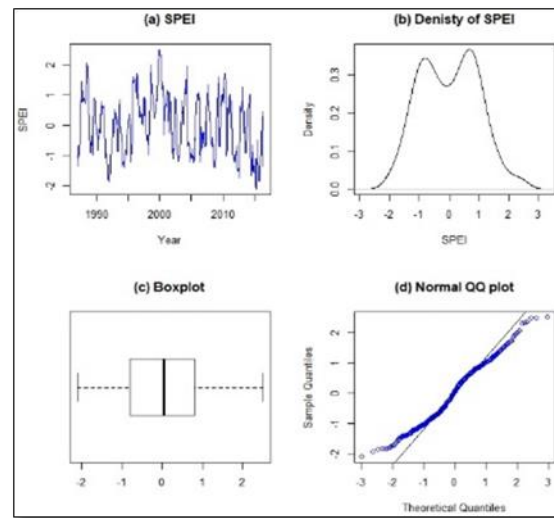 (a) SPEI
SPEI
2
1
0
-1
-2
1990
2000
2010
Year
(b) Denisty of SPEI
Density
0.3
0.2
0.1
0.0
-3 -2 -1 0 1 2 3
SPEI
(c) Boxplot
-2 -1 0 1 2
(d) Normal QQ plot
Sample Quantiles
2
1
0
-1
-2
-3 -2 -1 0 1 2 3
Theoretical Quantiles